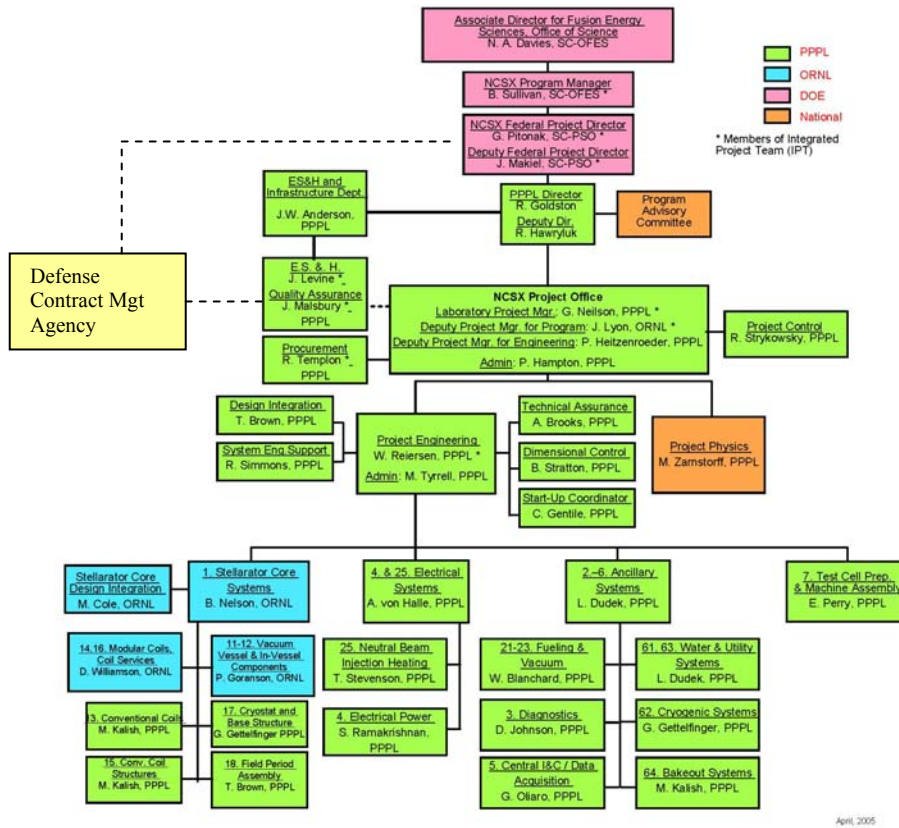 Associate Director for Fusion Energy
Sciences, Office of Science
N. A. Davies, SC-OFES
PPPL
ORNL
DOE
National
* Members of Integrated
Project Team (IPT)
NCSX Program Manager
B. Sullivan, SC-OFES *
NCSX Federal Project Director
G. Pitonak, SC-PSO *
Deputy Federal Project Director
J. Makiel, SC-PSO *
ES&H and
Infrastructure Dept.
J.W. Anderson,
PPPL
PPPL Director
R. Goldston
Deputy Dir.
R. Hawryluk
Program
Advisory
Committee
Defense
Contract Mgt
Agency
E.S. & H.
J. Levine *
Quality Assurance
J. Malsbury *
PPPL
NCSX Project Office
Laboratory Project Mgr.: G. Neilson, PPPL *
Deputy Project Mgr. for Program: J. Lyon, ORNL *
Deputy Project Mgr. for Engineering: P. Heitzenroeder, PPPL
Admin: P. Hampton, PPPL
Project Control
R. Strykowsky, PPPL
Procurement
R. Templon *
PPPL
Design Integration
T. Brown, PPPL
System Eng Support
R. Simmons, PPPL
Project Engineering
W. Reiersen, PPPL *
Admin: M. Tyrrell, PPPL
Technical Assurance
A. Brooks, PPPL
Dimensional Control
B. Stratton, PPPL
Start-Up Coordinator
C. Gentile, PPPL
Project Physics
M. Zarnstorff, PPPL
Stellarator Core
Design Integration
M. Cole, ORNL
1. Stellarator Core
Systems
B. Nelson, ORNL
4. & 25. Electrical
Systems
A. von Halle, PPPL
2.–6. Ancillary
Systems
L. Dudek, PPPL
7. Test Cell Prep.
& Machine Assembly
E. Perry, PPPL
14,16. Modular Coils,
Coil Services
D. Williamson, ORNL
11-12. Vacuum
Vessel & In-Vessel
Components
P. Goranson, ORNL
25. Neutral Beam
Injection Heating
T. Stevenson, PPPL
21-23. Fueling &
Vacuum
W. Blanchard, PPPL
61, 63. Water & Utility
Systems
L. Dudek, PPPL
13. Conventional Coils
M. Kalish, PPPL
17. Cryostat and
Base Structure
G. Gettelfinger PPPL
4. Electrical Power
S. Ramakrishnan,
PPPL
3. Diagnostics
D. Johnson, PPPL
62. Cryogenic Systems
G. Gettelfinger, PPPL
15. Conv. Coil
Structures
M. Kalish, PPPL
18. Field Period
Assembly
T. Brown, PPPL
5. Central I&C / Data
Acquisition
G. Oliaro, PPPL
64. Bakeout Systems
M. Kalish, PPPL
April, 2005